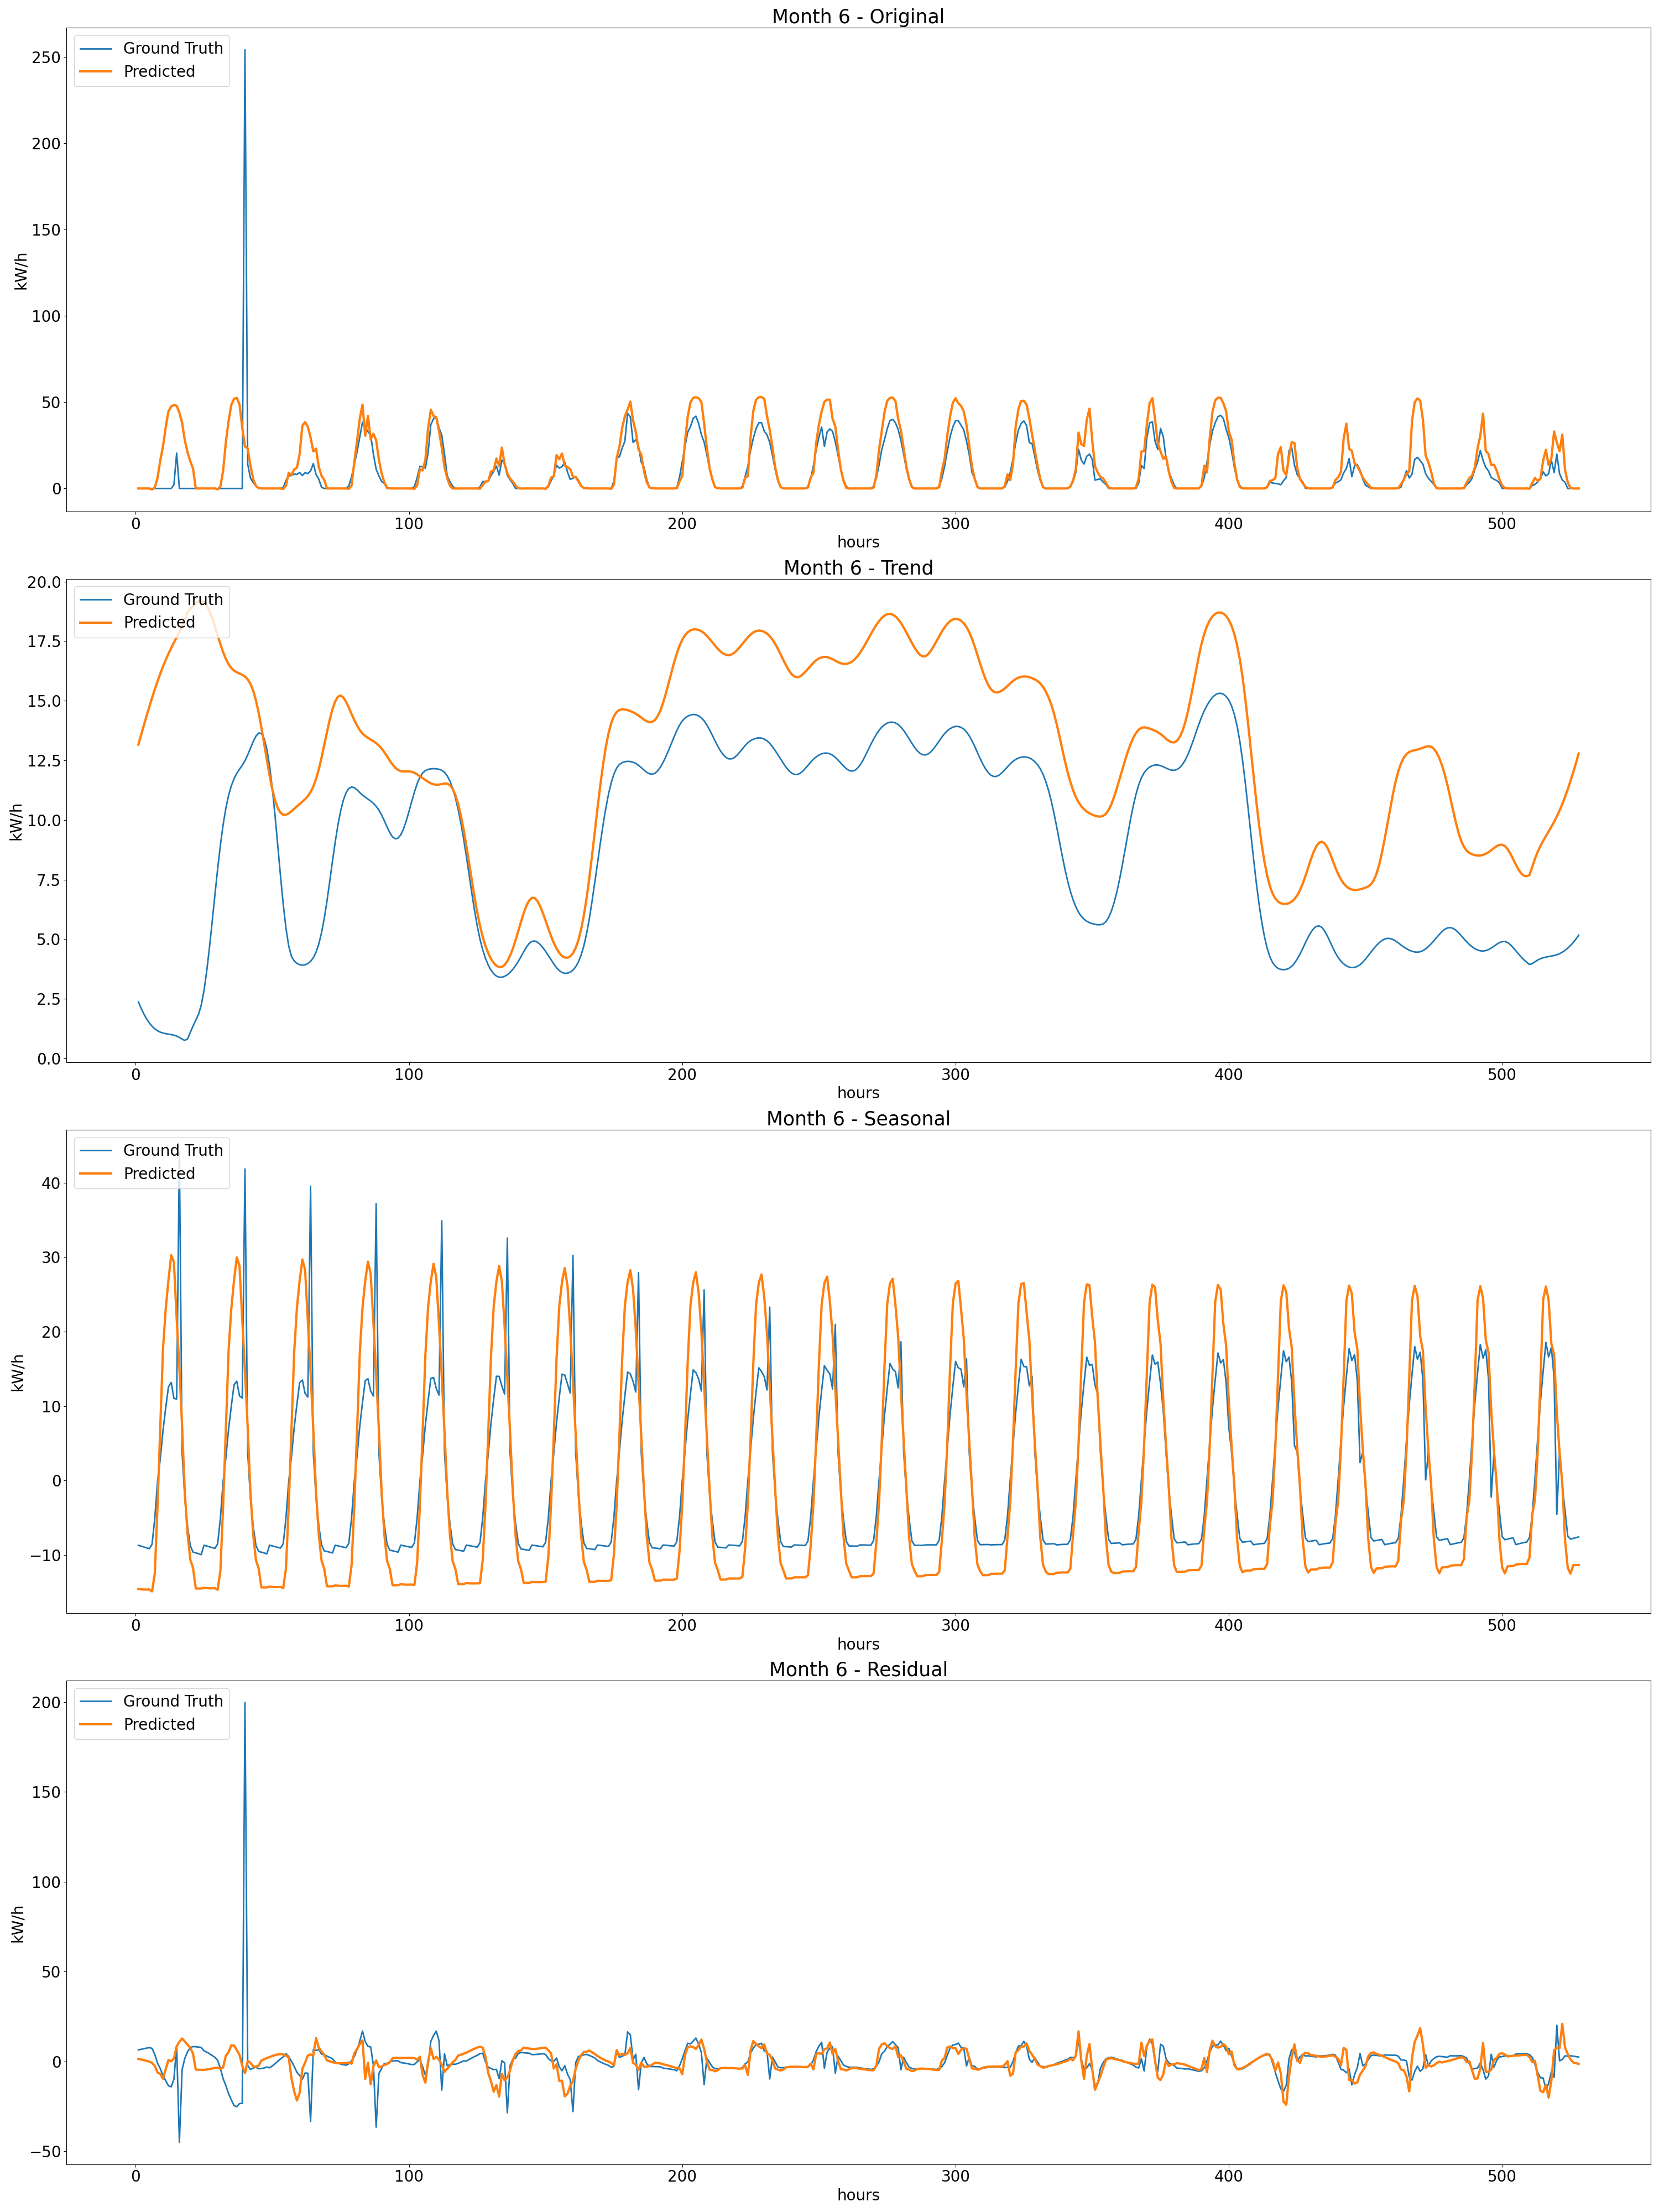 Month 6 - Original
Ground Truth
Predicted
250
200
150
100
50
0
kW/h
0 100 200 300 400 500
hours
Month 6 - Trend
Ground Truth
Predicted
20.0
17.5
15.0
12.5
10.0
7.5
5.0
2.5
0.0
kW/h
0 100 200 300 400 500
hours
Month 6 - Seasonal
Ground Truth
Predicted
40
30
20
10
0
−10
kW/h
0 100 200 300 400 500
hours
Month 6 - Residual
Ground Truth
Predicted
200
150
100
50
0
−50
kW/h
0 100 200 300 400 500
hours